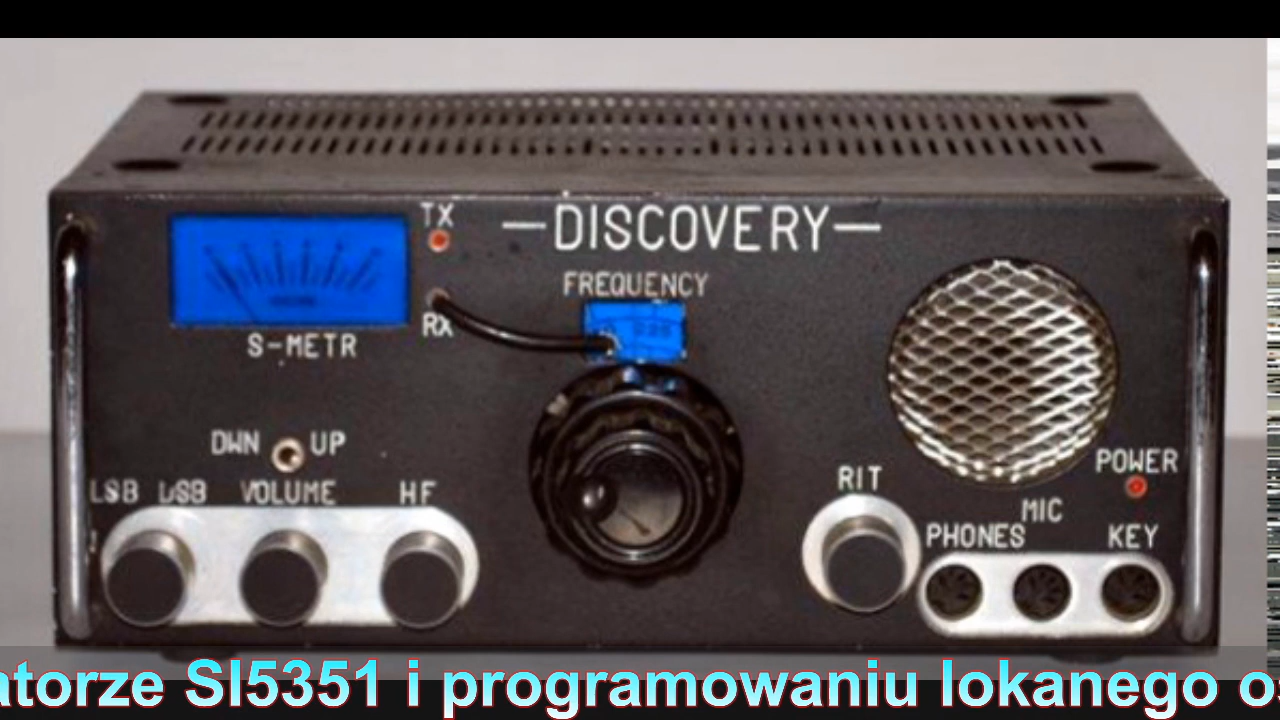 TX
—DISCOVERY—
FREQUENCY
RX
S-METR
DWN UP
LSB
VOLUME
HF
RIT
POWER
MIC
PHONES
KEY
atorze SI5351 i programowaniu lokanego o